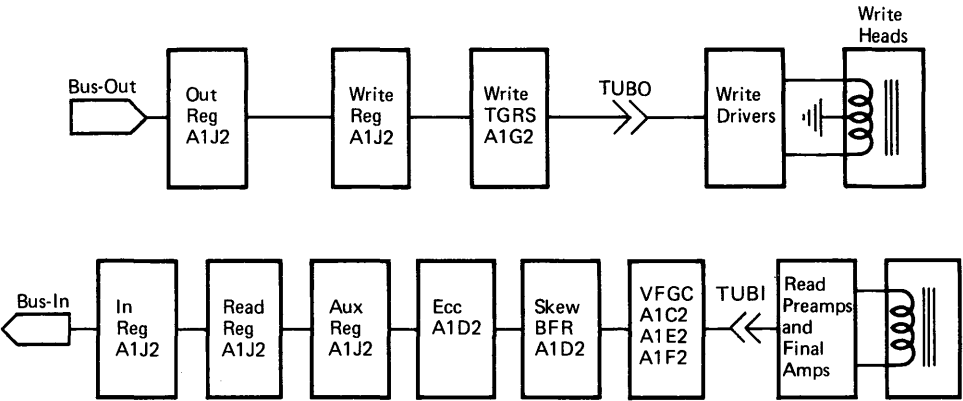 Write
Heads
Bus-Out
Out
Reg
A1J2
Write
Reg
A1J2
Write
TGRS
A1G2
TUBO
Write
Drivers
Bus-In
In
Reg
A1J2
Read
Reg
A1J2
Aux
Reg
A1J2
Ecc
A1D2
Skew
BFR
A1D2
VFGC
A1C2
A1E2
A1F2
TUBI
Read
Preamps
and
Final
Amps